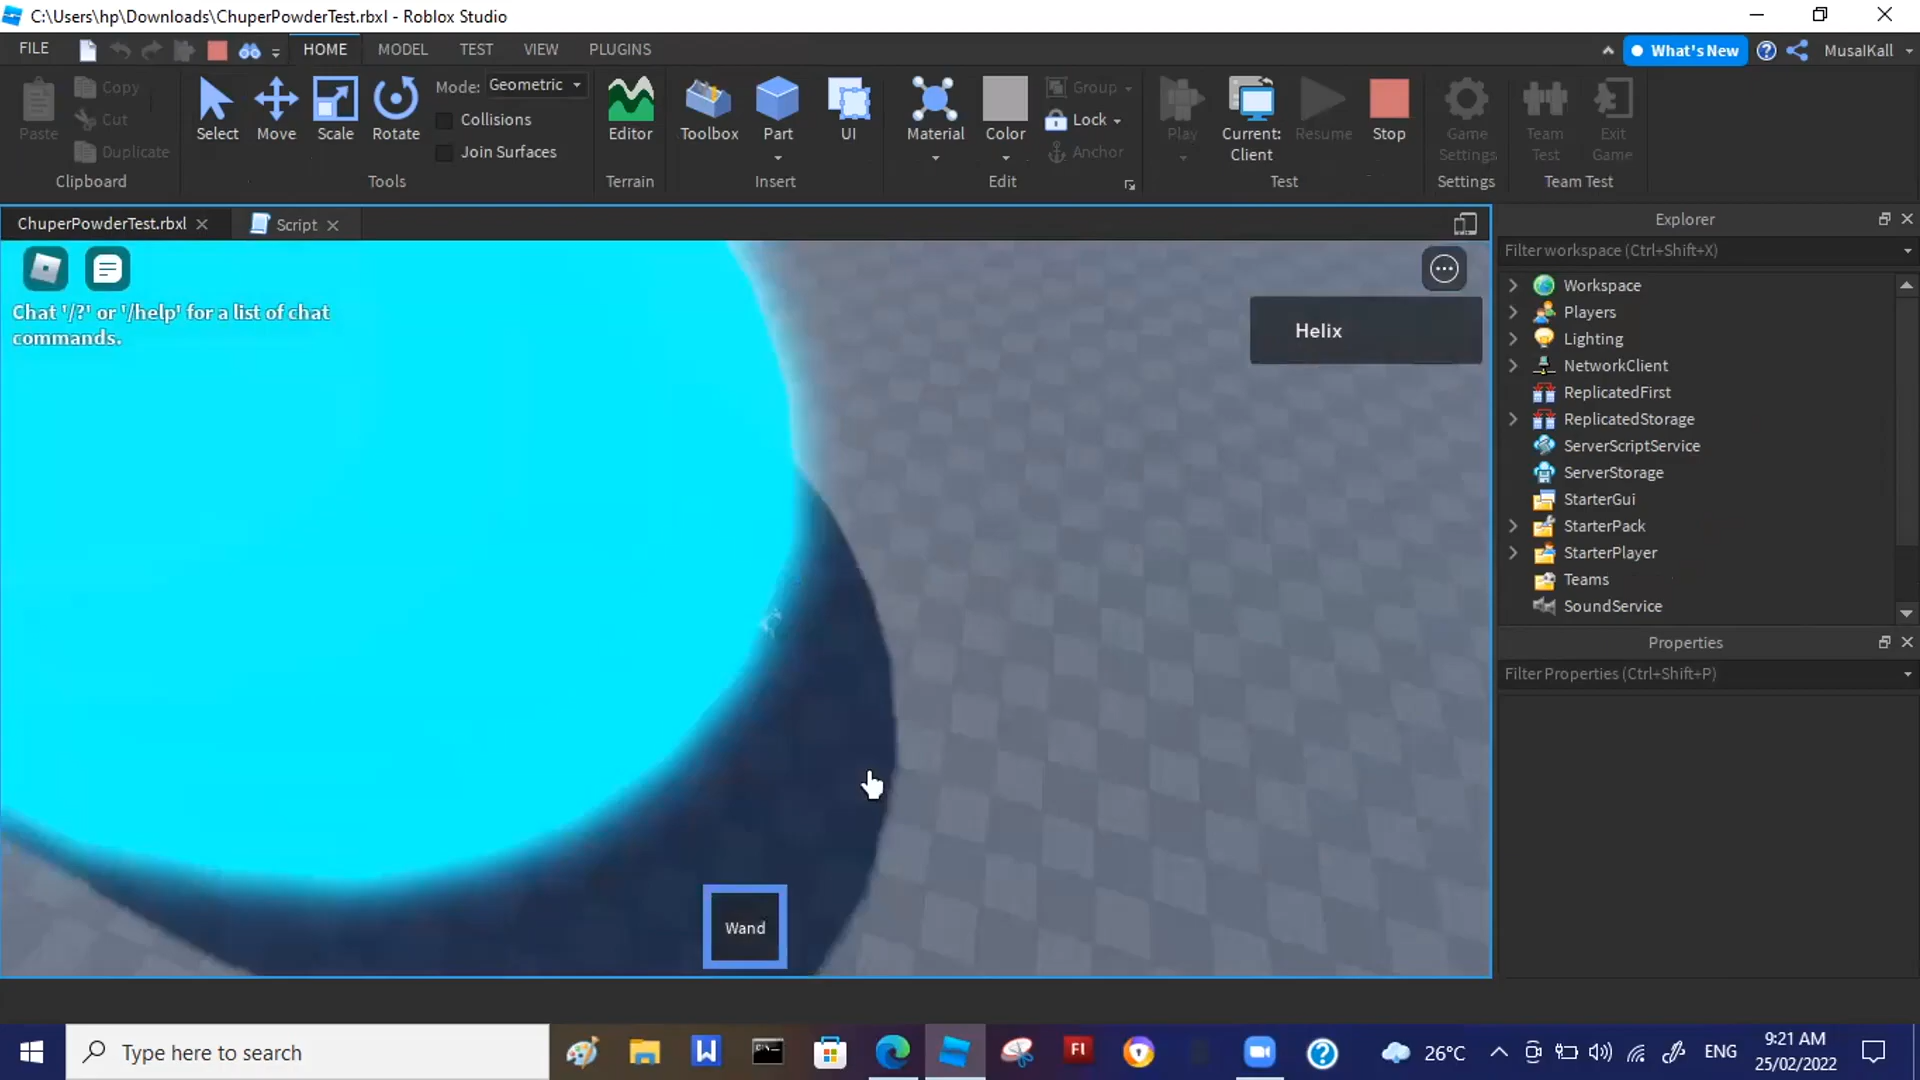 C:\Users\hp\Downloads\ChuperPowderTest.rbxl - Roblox Studio
FILE
HOME
MODEL
TEST
VIEW
PLUGINS
What's New
MusaIKall
Paste
Copy
Cut
Duplicate
Clipboard
Select
Move
Scale
Rotate
Mode: Geometric
Collisions
Join Surfaces
Tools
Editor
Terrain
Toolbox
Part
UI
Insert
Material
Color
Group
Lock
Anchor
Edit
Play
Current:
Client
Resume
Stop
Test
Game
Settings
Settings
Team
Test
Exit
Game
Team Test
ChuperPowderTest.rbxl
Script
Chat '/?' or '/help' for a list of chat
commands.
Helix
Wand
Explorer
Filter workspace (Ctrl+Shift+X)
Workspace
Players
Lighting
NetworkClient
ReplicatedFirst
ReplicatedStorage
ServerScriptService
ServerStorage
StarterGui
StarterPack
StarterPlayer
Teams
SoundService
Properties
Filter Properties (Ctrl+Shift+P)
Type here to search
26°C
ENG
9:21 AM
25/02/2022